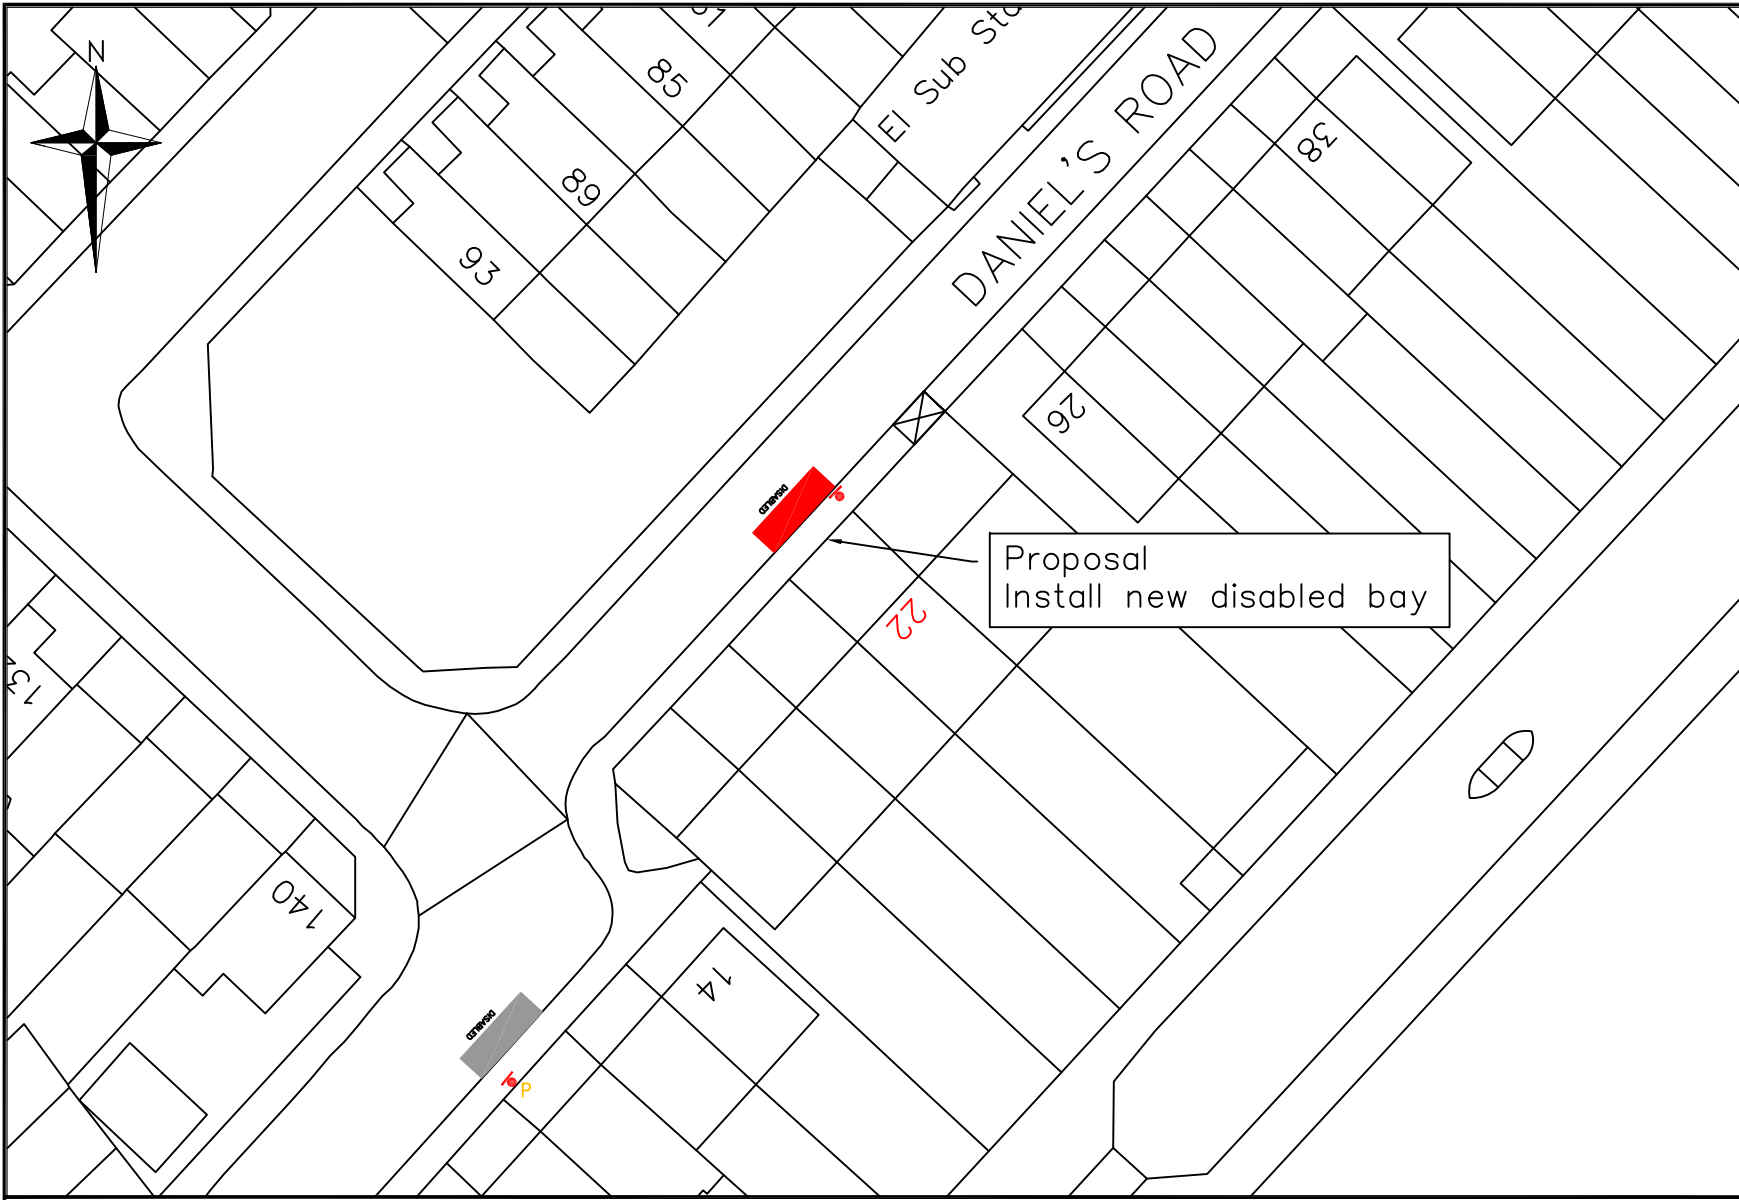 N
85
El Sub Sta
DANIEL'S ROAD
38
89
93
26
DISABLED
Proposal
Install new disabled bay
22
13
140
14
DISABLED
P